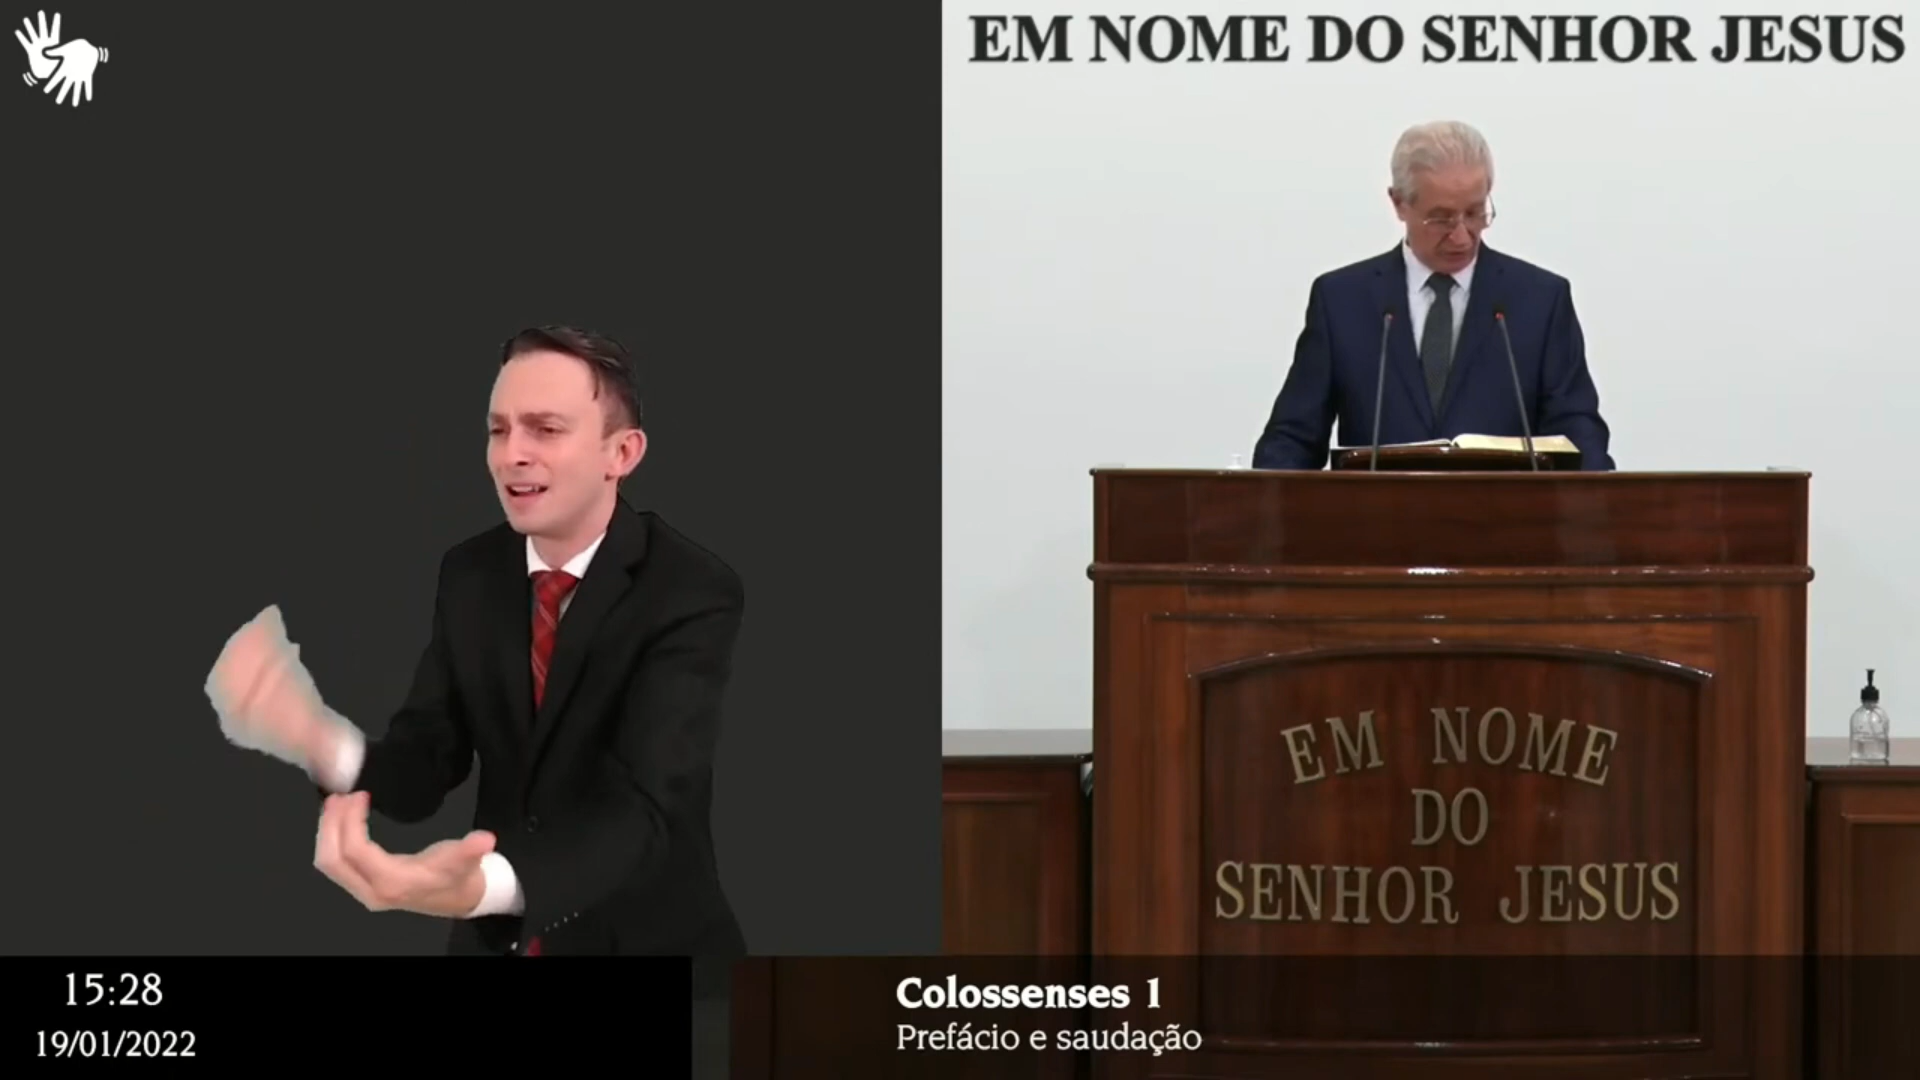 EM NOME DO SENHOR JESUS
EM NOME
DO
SENHOR JESUS
15:28
19/01/2022
Colossenses 1
Prefácio e saudação